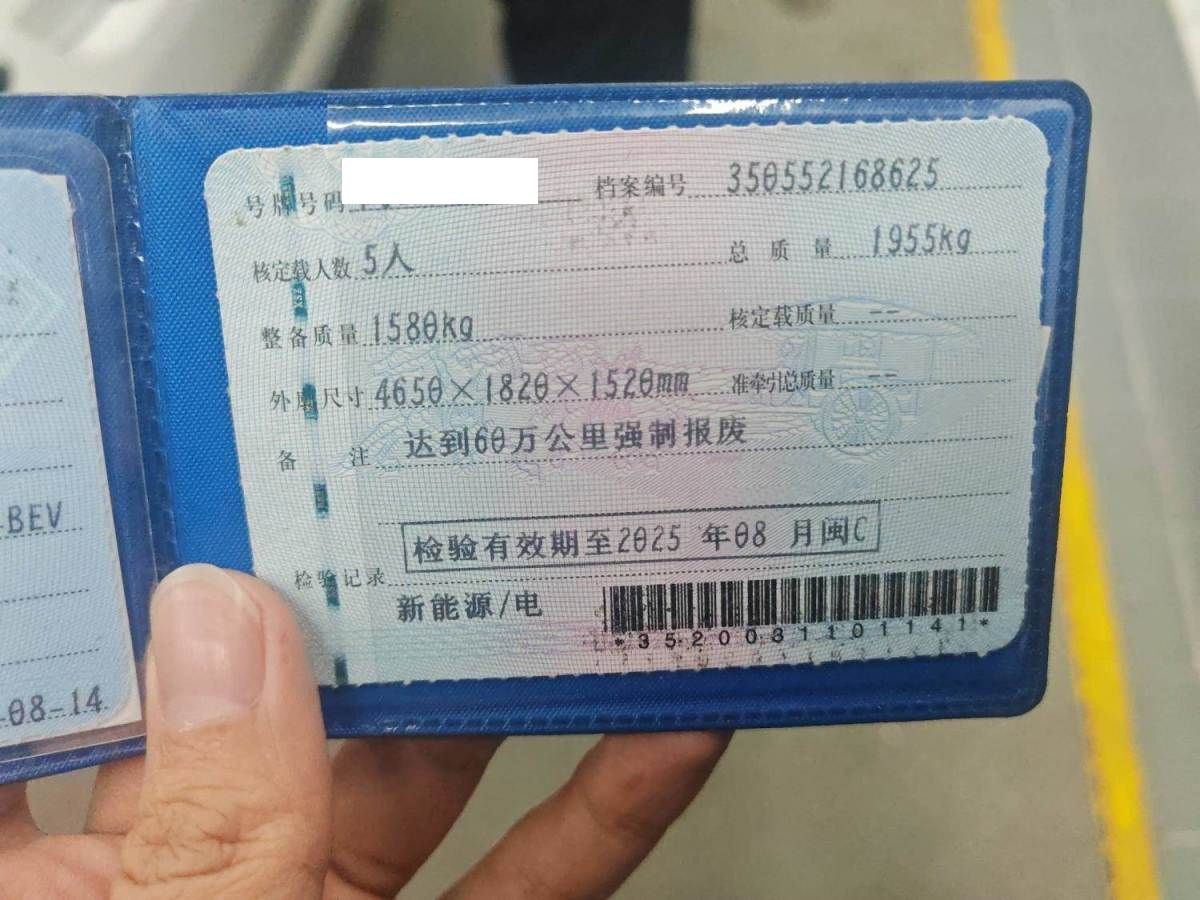 号牌号码
档案编号 350552168625
核定载人数 5人
总质量 1955kg
整备质量 1580kg
核定载质量 --
外廓尺寸 4650×1820×1520mm
准牵引总质量 --
备注 达到60万公里强制报废
检验有效期至2025 年08 月闽C
检验记录
新能源/电
*3520031101141*
BEV
-08-14